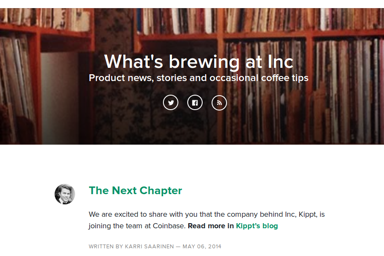 What's brewing at Inc
Product news, stories and occasional coffee tips
The Next Chapter
We are excited to share with you that the company behind Inc, Kippt, is
joining the team at Coinbase. Read more in Kippt's blog
WRITTEN BY KARRI SAARINEN — MAY 06, 2014